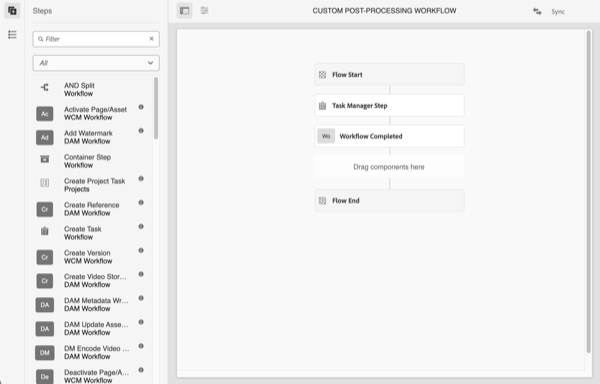 Steps
CUSTOM POST-PROCESSING WORKFLOW
Sync
Filter
All
AND Split
Workflow
Ac
Activate Page/Asset
WCM Workflow
Ad
Add Watermark
DAM Workflow
Container Step
Workflow
Create Project Task
Projects
Cr
Create Reference
DAM Workflow
Create Task
Workflow
Cr
Create Version
WCM Workflow
Cr
Create Video Stor...
DAM Workflow
DA
DAM Metadata Wr...
DAM Workflow
DA
DAM Update Asse...
DAM Workflow
DM
DM Encode Video ...
DAM Workflow
De
Deactivate Page/A...
WCM Workflow
Flow Start
Task Manager Step
Wo
Workflow Completed
Drag components here
Flow End